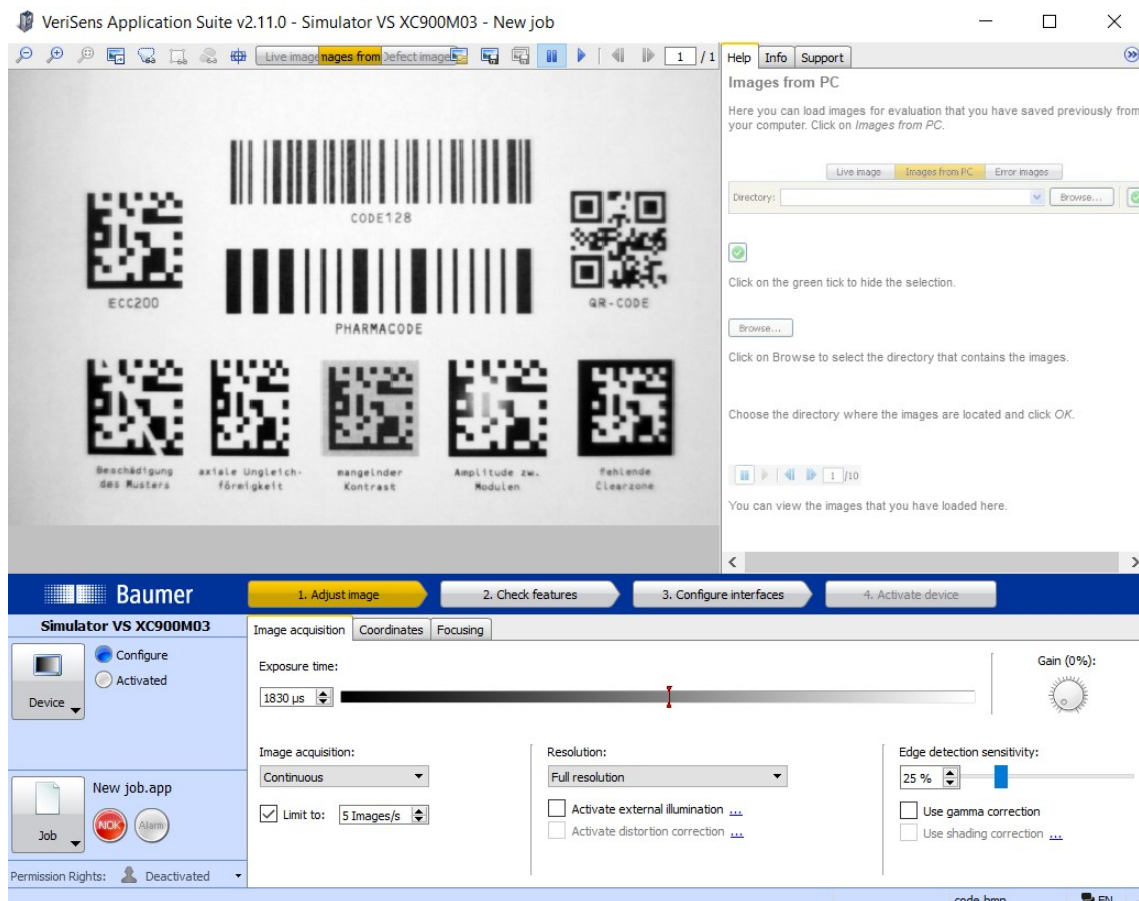 VeriSens Application Suite v2.11.0 - Simulator VS XC900M03 - New job
Live image
Images from
Defect image
1 / 1
CODE128
ECC200
PHARMACODE
QR-CODE
Beschädigung
des Musters
axiale Ungleich-
förmigkeit
mangelnder
Kontrast
Amplitude zw.
Modulen
fehlende
Clearzone
Help Info Support
Images from PC
Here you can load images for evaluation that you have saved previously from
your computer. Click on Images from PC.
Live image Images from PC Error images
Directory: Browse...
Click on the green tick to hide the selection.
Browse...
Click on Browse to select the directory that contains the images.
Choose the directory where the images are located and click OK.
1 /10
You can view the images that you have loaded here.
Baumer
1. Adjust image 2. Check features 3. Configure interfaces 4. Activate device
Simulator VS XC900M03
Device
Configure
Activated
New job.app
Job
NOK Alarm
Permission Rights: Deactivated
Image acquisition Coordinates Focusing
Exposure time:
1830 µs
Gain (0%):
Image acquisition:
Continuous
Limit to: 5 Images/s
Resolution:
Full resolution
Activate external illumination ...
Activate distortion correction ...
Edge detection sensitivity:
25 %
Use gamma correction
Use shading correction ...
code.bmp EN